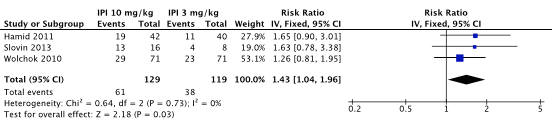 IPI 10 mg/kg IPI 3 mg/kg Risk Ratio Risk Ratio
Study or Subgroup Events Total Events Total Weight IV, Fixed, 95% CI IV, Fixed, 95% CI
Hamid 2011 19 42 11 40 27.9% 1.65 [0.90, 3.01]
Slovin 2013 13 16 4 8 19.0% 1.63 [0.78, 3.38]
Wolchok 2010 29 71 23 71 53.1% 1.26 [0.81, 1.95]
Total (95% CI) 129 119 100.0% 1.43 [1.04, 1.96]
Total events 61 38
Heterogeneity: Chi² = 0.64, df = 2 (P = 0.73); I² = 0%
Test for overall effect: Z = 2.18 (P = 0.03)
0.2 0.5 1 2 5